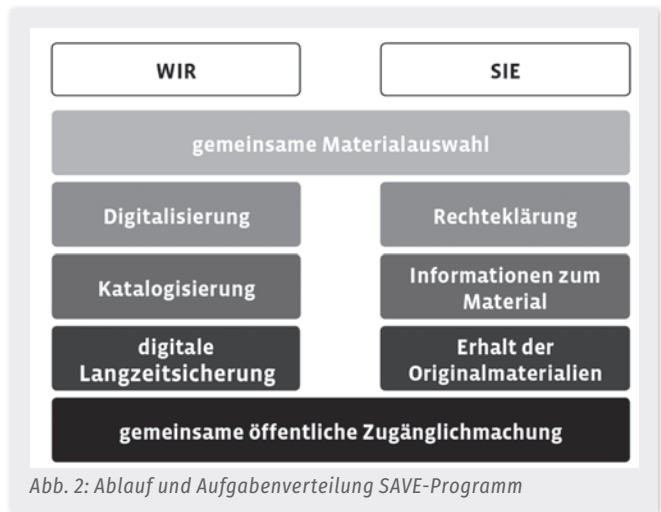 WIR
SIE
gemeinsame Materialauswahl
Digitalisierung
Rechteklärung
Katalogisierung
Informationen zum
Material
digitale
Langzeitsicherung
Erhalt der
Originalmaterialien
gemeinsame öffentliche Zugänglichmachung
Abb. 2: Ablauf und Aufgabenverteilung SAVE-Programm